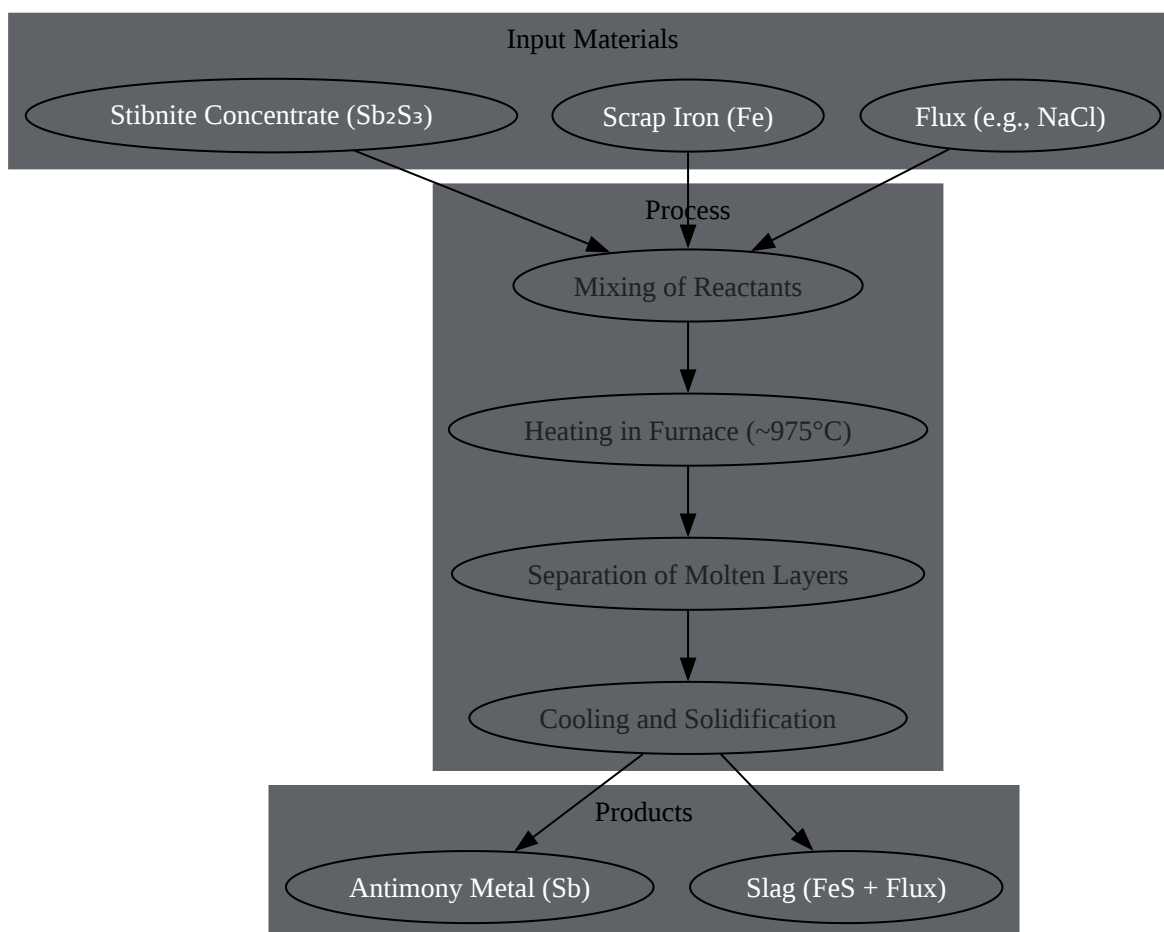 Input Materials
Stibnite Concentrate (Sb₂S₃)
Scrap Iron (Fe)
Flux (e.g., NaCl)
Process
Mixing of Reactants
Heating in Furnace (~975°C)
Separation of Molten Layers
Cooling and Solidification
Products
Antimony Metal (Sb)
Slag (FeS + Flux)